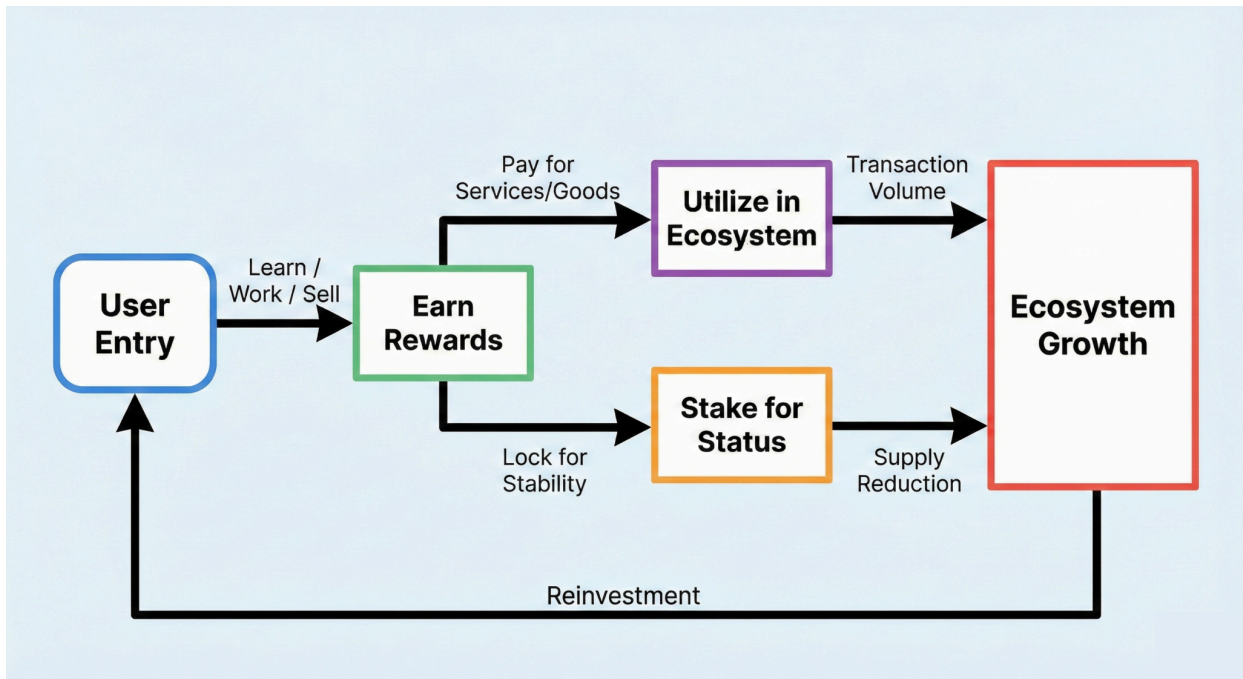 User
Entry
Learn /
Work / Sell
Earn
Rewards
Pay for
Services/Goods
Utilize in
Ecosystem
Transaction
Volume
Lock for
Stability
Stake for
Status
Supply
Reduction
Ecosystem
Growth
Reinvestment